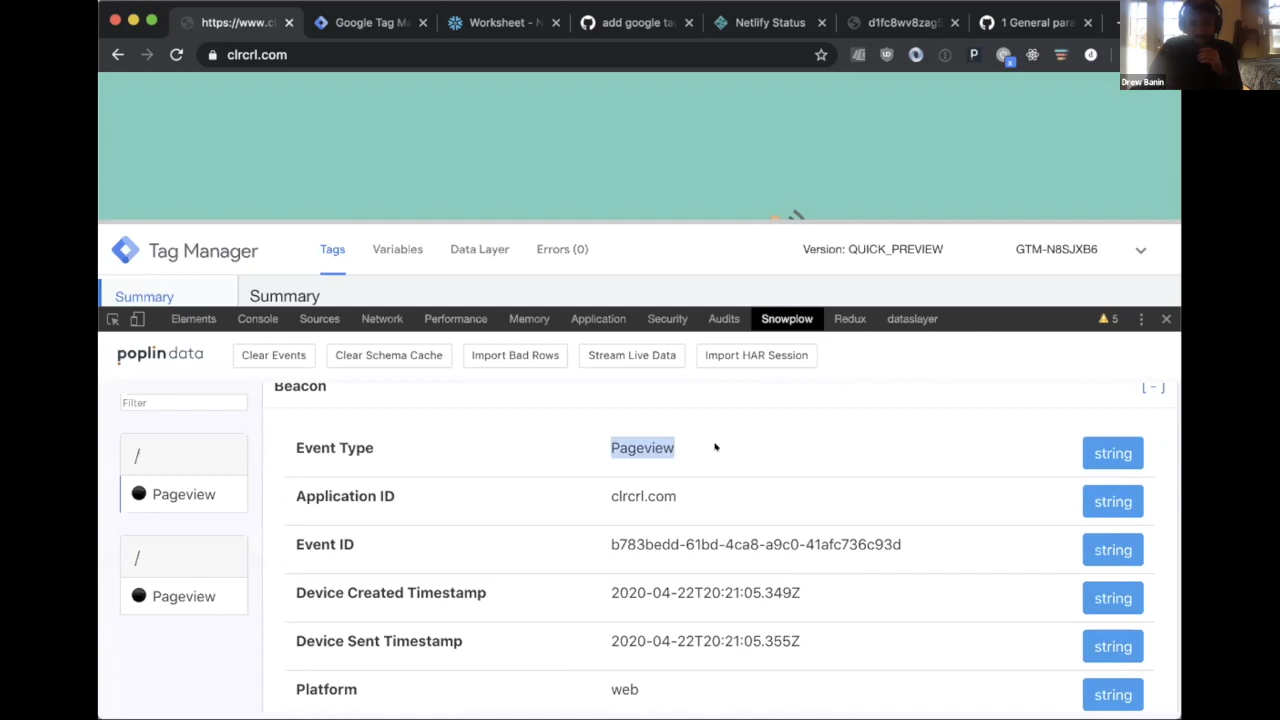 https://www.cl
Google Tag Ma
Worksheet - N
add google ta
Netlify Status
d1fc8wv8zag5
1 General para
clrcrl.com
Drew Banin
Tag Manager
Tags
Variables
Data Layer
Errors (0)
Version: QUICK_PREVIEW
GTM-N8SJXB6
Summary
Summary
Elements
Console
Sources
Network
Performance
Memory
Application
Security
Audits
Snowplow
Redux
dataslayer
5
poplin data
Clear Events
Clear Schema Cache
Import Bad Rows
Stream Live Data
Import HAR Session
Beacon
[ - ]
Filter
/
Pageview
/
Pageview
Event Type
Pageview
string
Application ID
clrcrl.com
string
Event ID
b783bedd-61bd-4ca8-a9c0-41afc736c93d
string
Device Created Timestamp
2020-04-22T20:21:05.349Z
string
Device Sent Timestamp
2020-04-22T20:21:05.355Z
string
Platform
web
string